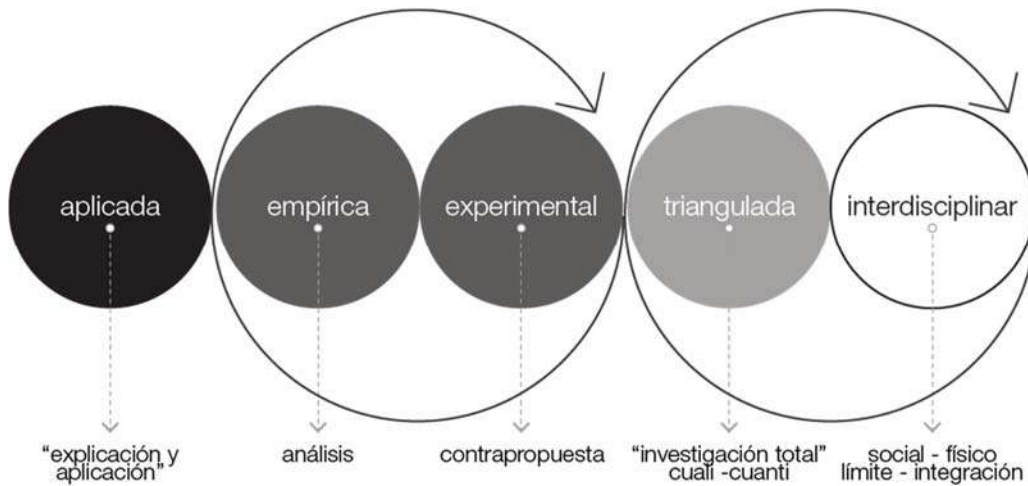 aplicada
empírica
experimental
triangulada
interdisciplinar
“explicación y
aplicación”
análisis
contrapropuesta
“investigación total”
cuali -cuanti
social - físico
límite - integración